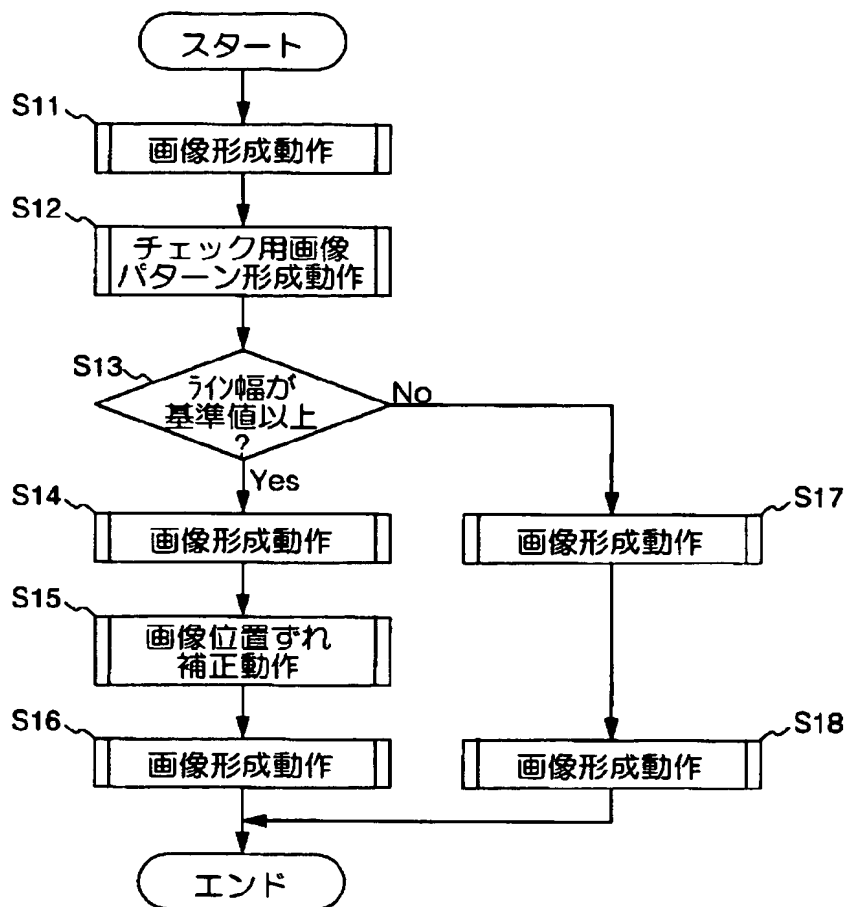 スタート
S11
画像形成動作
S12
チェック用画像
パターン形成動作
S13
ライン幅が
基準値以上
?
No
Yes
S14
画像形成動作
S17
画像形成動作
S15
画像位置ずれ
補正動作
S16
画像形成動作
S18
画像形成動作
エンド